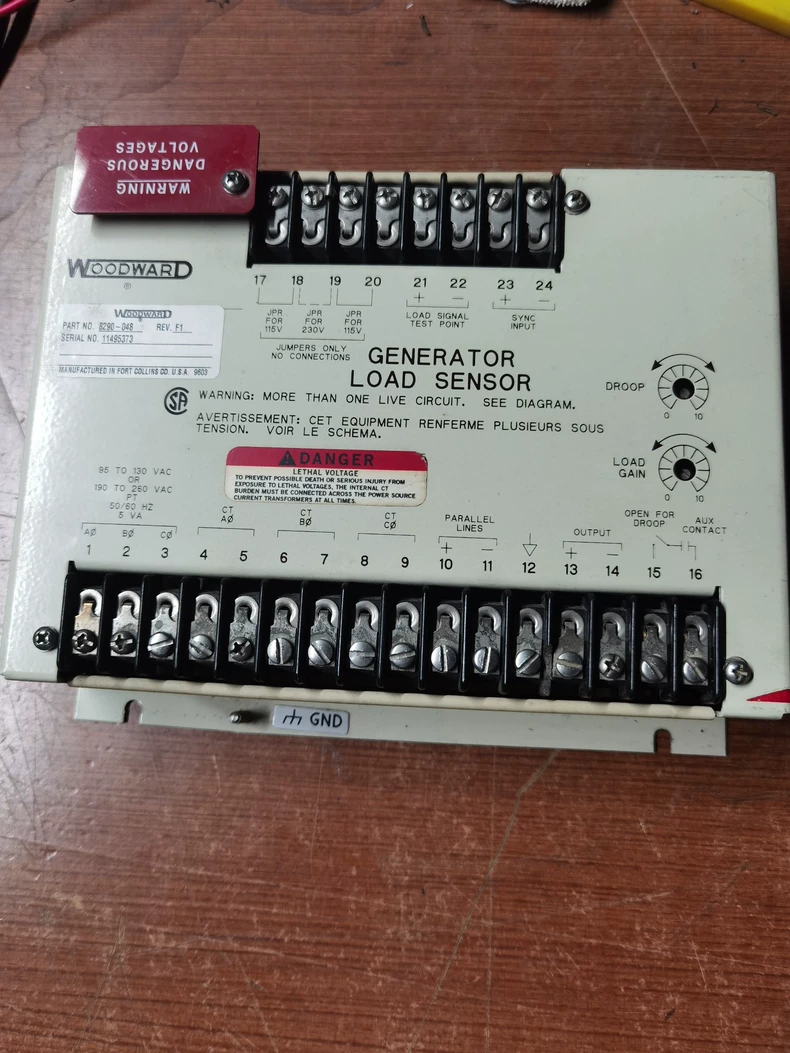 WARNING
DANGEROUS
VOLTAGES
WOODWARD
®
17 18 19 20 21 22 23 24
+ − + −
JPR FOR 115V
JPR FOR 230V
JPR FOR 115V
LOAD SIGNAL
TEST POINT
SYNC
INPUT
JUMPERS ONLY
NO CONNECTIONS
WOODWARD
PART NO. 8290-048 REV. F1
SERIAL NO. 11495373
MANUFACTURED IN FORT COLLINS CO. U.S.A. 9603
GENERATOR
LOAD SENSOR
SA
WARNING: MORE THAN ONE LIVE CIRCUIT. SEE DIAGRAM.
AVERTISSEMENT: CET EQUIPMENT RENFERME PLUSIEURS SOUS
TENSION. VOIR LE SCHEMA.
DROOP
0 10
LOAD
GAIN
0 10
DANGER
LETHAL VOLTAGE
TO PREVENT POSSIBLE DEATH OR SERIOUS INJURY FROM
EXPOSURE TO LETHAL VOLTAGES, THE INTERNAL CT
BURDEN MUST BE CONNECTED ACROSS THE POWER SOURCE
CURRENT TRANSFORMERS AT ALL TIMES.
95 TO 130 VAC
OR
190 TO 260 VAC
PT
50/60 HZ
5 VA
AØ BØ CØ
CT
AØ
CT
BØ
CT
CØ
PARALLEL
LINES
+ −
OUTPUT
+ −
OPEN FOR
DROOP
AUX
CONTACT
1 2 3 4 5 6 7 8 9 10 11 12 13 14 15 16
GND